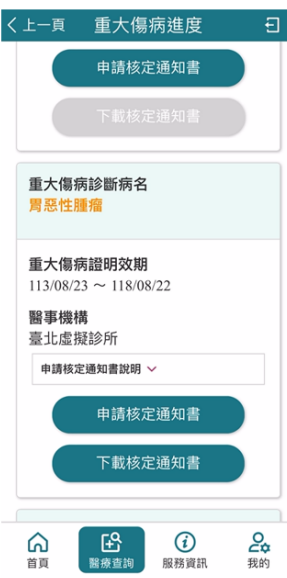 上一頁 重大傷病進度
申請核定通知書
下載核定通知書
重大傷病診斷病名
胃惡性腫瘤
重大傷病證明效期
113/08/23 ～ 118/08/22
醫事機構
臺北虛擬診所
申請核定通知書說明
申請核定通知書
下載核定通知書
首頁 醫療查詢 服務資訊 我的